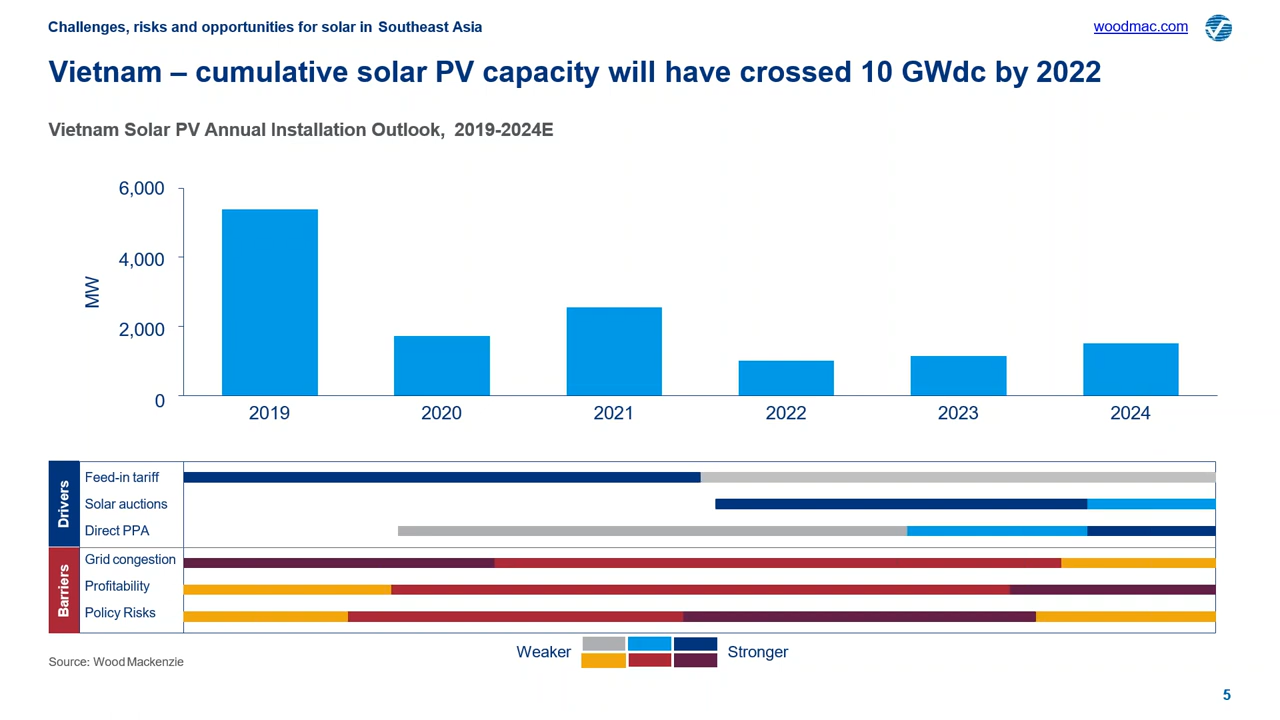 Challenges, risks and opportunities for solar in Southeast Asia
woodmac.com
Vietnam – cumulative solar PV capacity will have crossed 10 GWdc by 2022
Vietnam Solar PV Annual Installation Outlook, 2019-2024E
MW
6,000
4,000
2,000
0
2019 2020 2021 2022 2023 2024
Drivers
Feed-in tariff
Solar auctions
Direct PPA
Barriers
Grid congestion
Profitability
Policy Risks
Weaker Stronger
Source: Wood Mackenzie
5